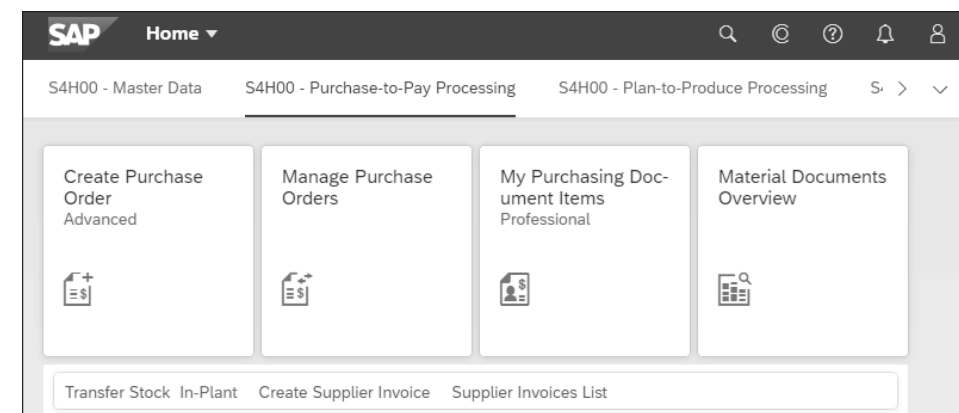 SAP Home ▾
S4H00 - Master Data S4H00 - Purchase-to-Pay Processing S4H00 - Plan-to-Produce Processing
Create Purchase
Order
Advanced
Manage Purchase
Orders
My Purchasing Doc-
ument Items
Professional
Material Documents
Overview
Transfer Stock In-Plant Create Supplier Invoice Supplier Invoices List